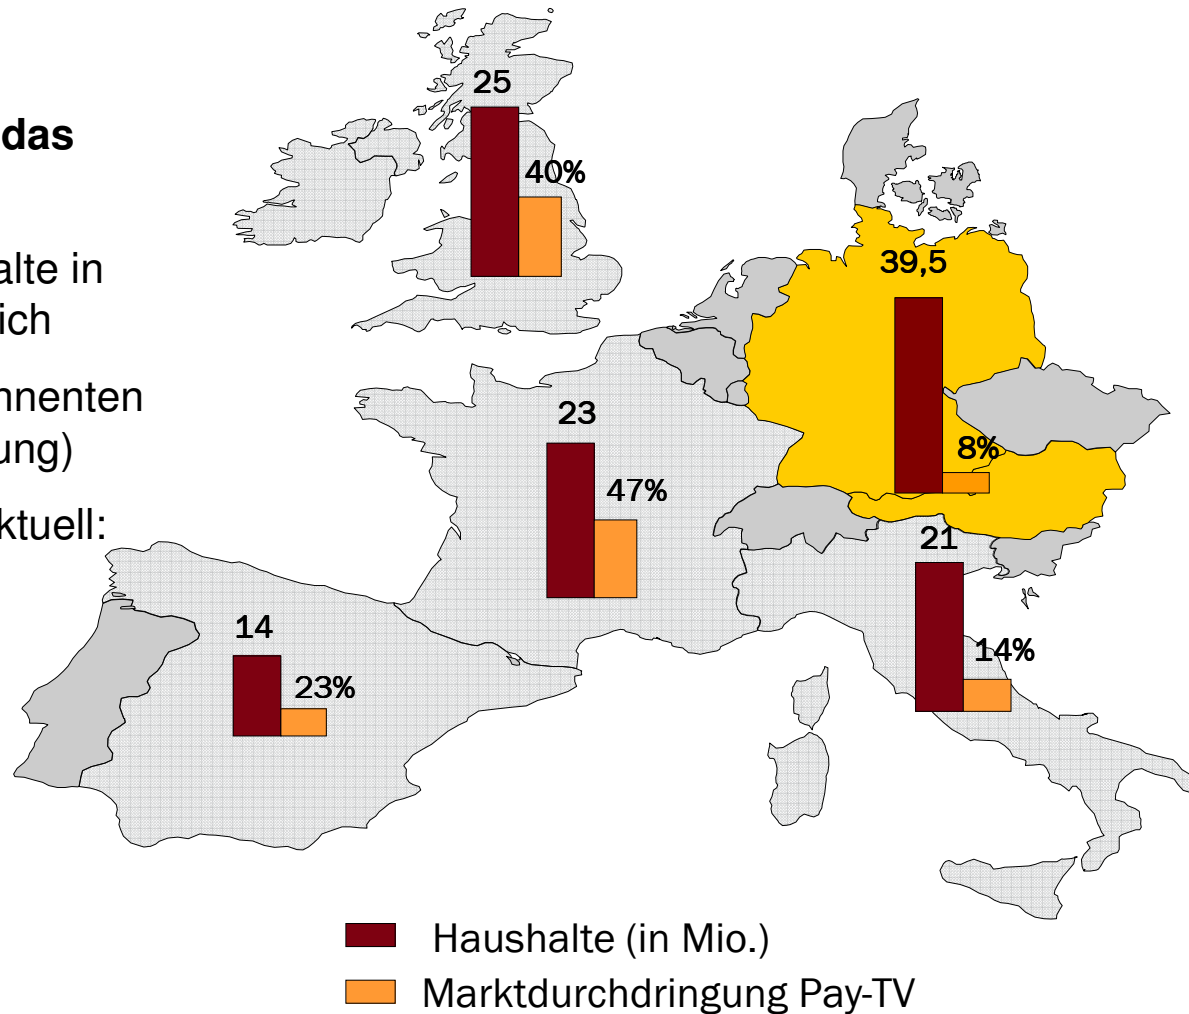 das
alte in
ich
nnenten
ung)
ktuell:
25
40%
39,5
8%
23
47%
21
14%
14
23%
Haushalte (in Mio.)
Marktdurchdringung Pay-TV